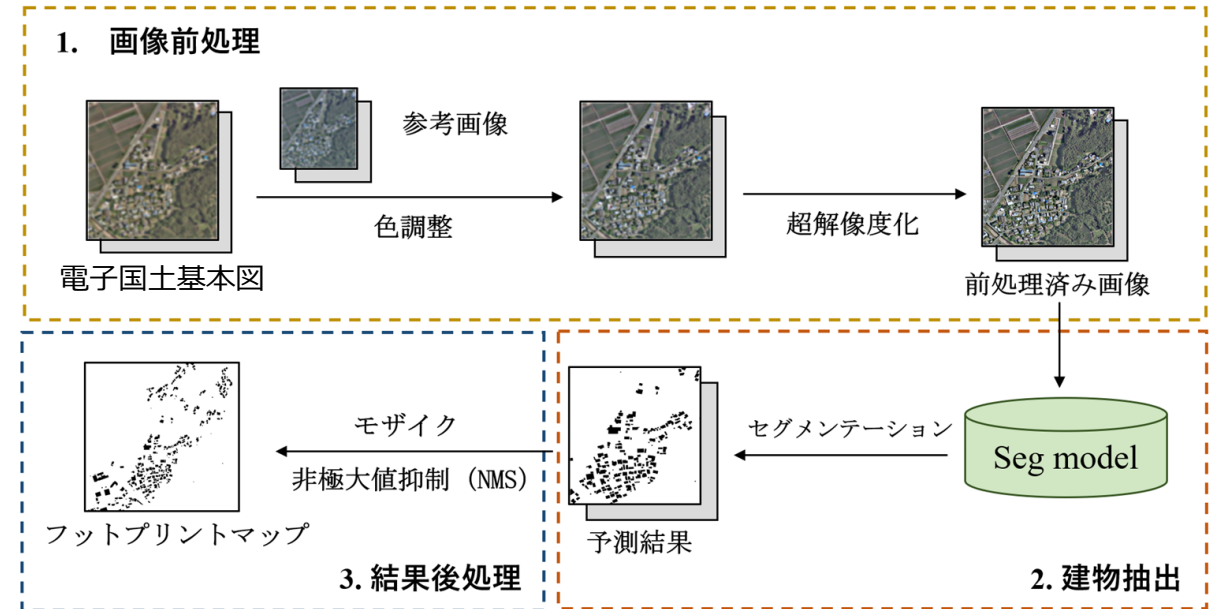 1. 画像前処理
参考画像
色調整
超解像度化
電子国土基本図
前処理済み画像
セグメンテーション
Seg model
予測結果
2. 建物抽出
モザイク
非極大値抑制 (NMS)
フットプリントマップ
3. 結果後処理